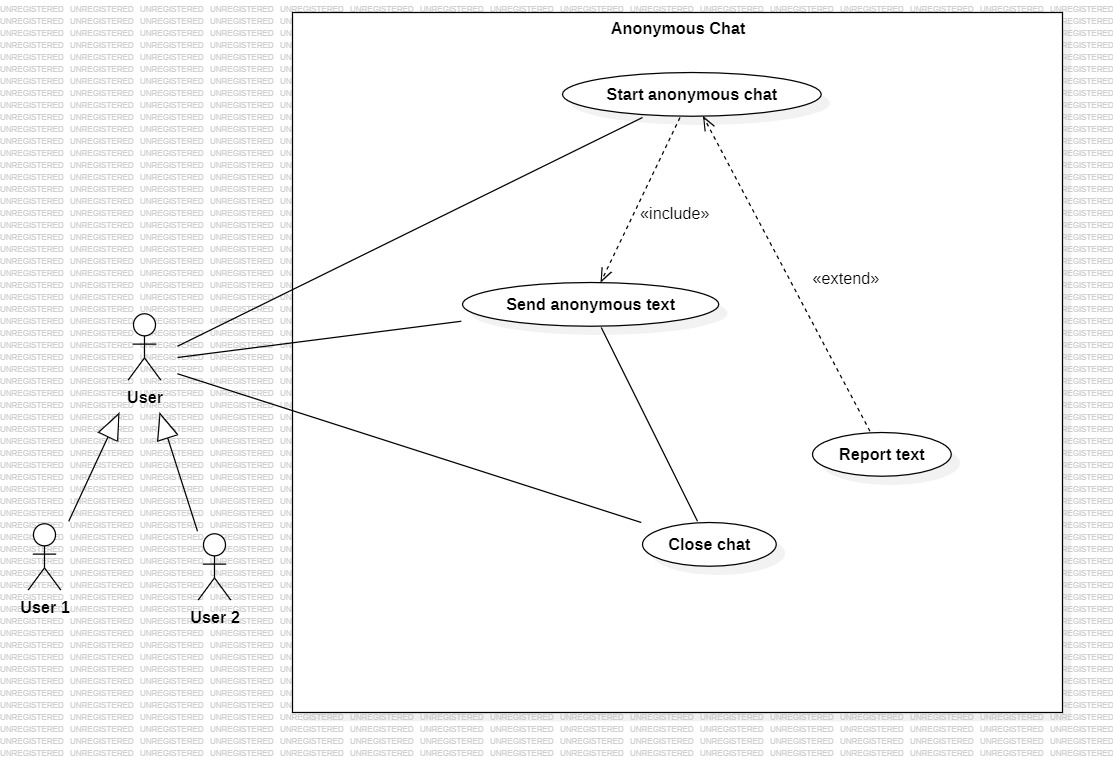 Anonymous Chat
Start anonymous chat
«include»
«extend»
Send anonymous text
User
Report text
Close chat
User 1
User 2
UNREGISTERED